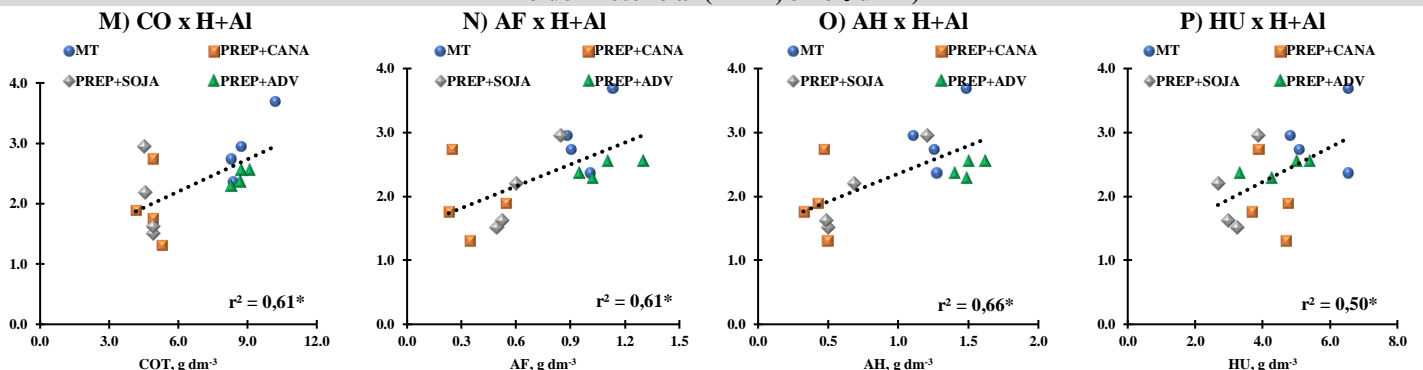 M) CO x H+Al
MT PREP+CANA
PREP+SOJA PREP+ADV
4.0
3.0
2.0
1.0
0.0
0.0 3.0 6.0 9.0 12.0
r² = 0,61*
COT, g dm-3
N) AF x H+Al
MT PREP+CANA
PREP+SOJA PREP+ADV
4.0
3.0
2.0
1.0
0.0
0.0 0.3 0.6 0.9 1.2 1.5
r² = 0,61*
AF, g dm-3
O) AH x H+Al
MT PREP+CANA
PREP+SOJA PREP+ADV
4.0
3.0
2.0
1.0
0.0
0.0 0.5 1.0 1.5 2.0
r² = 0,66*
AH, g dm-3
P) HU x H+Al
MT PREP+CANA
PREP+SOJA PREP+ADV
4.0
3.0
2.0
1.0
0.0
0.0 2.0 4.0 6.0 8.0
r² = 0,50*
HU, g dm-3